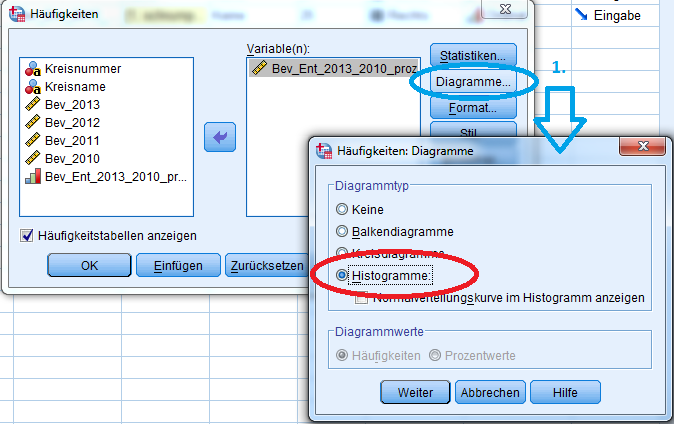 Häufigkeiten
Eingabe
Variable(n):
Kreisnummer
Kreisname
Bev_2013
Bev_2012
Bev_2011
Bev_2010
Bev_Ent_2013_2010_pr...
Bev_Ent_2013_2010_proz
Statistiken...
Diagramme...
Format...
Stil
1.
Häufigkeitstabellen anzeigen
OK
Einfügen
Zurücksetzen
Häufigkeiten: Diagramme
Diagrammtyp
Keine
Balkendiagramme
Kreisdiagramme
Histogramme:
Normalverteilungskurve im Histogramm anzeigen
Diagrammwerte
Häufigkeiten
Prozentwerte
Weiter
Abbrechen
Hilfe